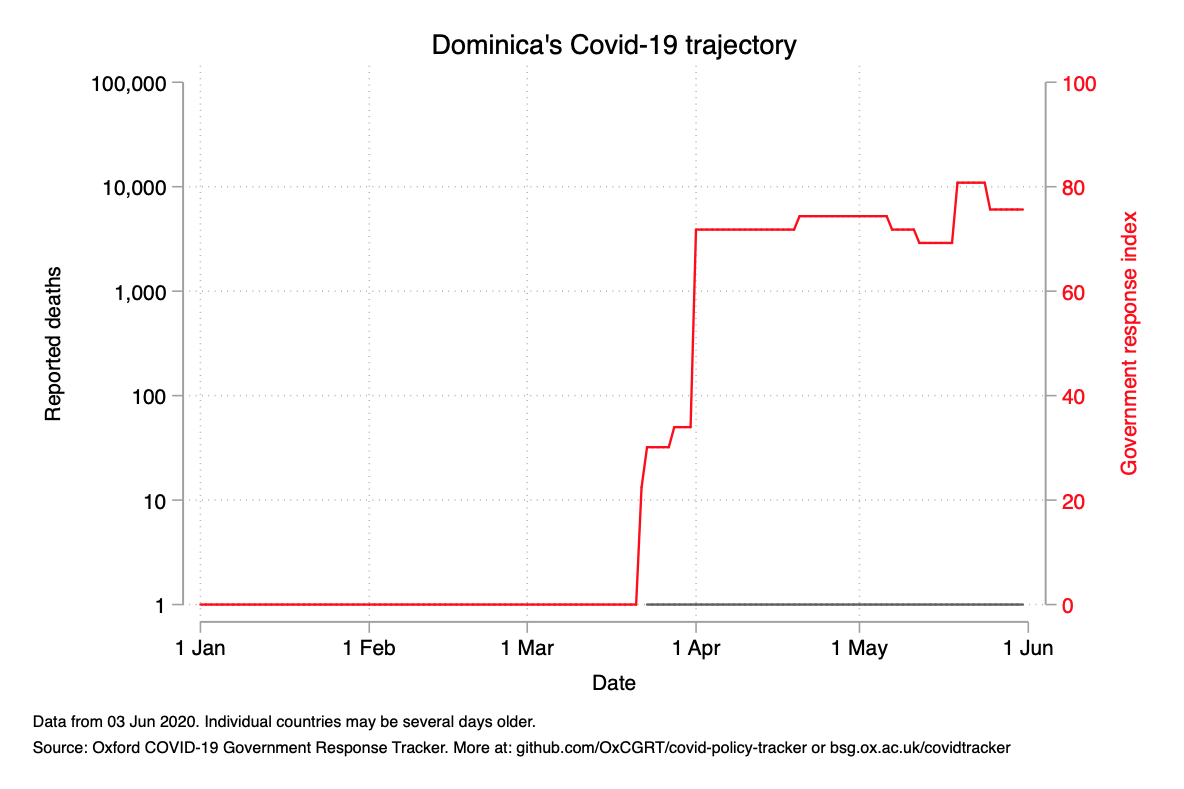 Dominica's Covid-19 trajectory
100,000
10,000
1,000
100
10
1
Reported deaths
100
80
60
40
20
0
Government response index
1 Jan
1 Feb
1 Mar
1 Apr
1 May
1 Jun
Date
Data from 03 Jun 2020. Individual countries may be several days older.
Source: Oxford COVID-19 Government Response Tracker. More at: github.com/OxCGRT/covid-policy-tracker or bsg.ox.ac.uk/covidtracker